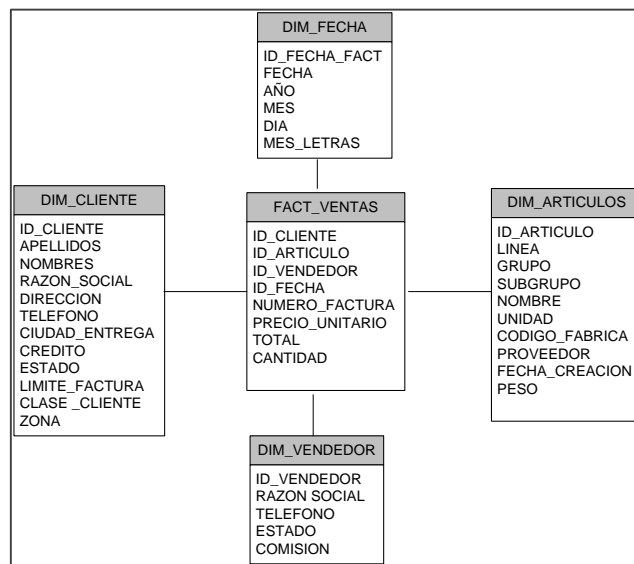 DIM_FECHA
ID_FECHA_FACT
FECHA
AÑO
MES
DIA
MES_LETRAS
DIM_CLIENTE
ID_CLIENTE
APELLIDOS
NOMBRES
RAZON_SOCIAL
DIRECCION
TELEFONO
CIUDAD_ENTREGA
CREDITO
ESTADO
LIMITE_FACTURA
CLASE _CLIENTE
ZONA
FACT_VENTAS
ID_CLIENTE
ID_ARTICULO
ID_VENDEDOR
ID_FECHA
NUMERO_FACTURA
PRECIO_UNITARIO
TOTAL
CANTIDAD
DIM_ARTICULOS
ID_ARTICULO
LINEA
GRUPO
SUBGRUPO
NOMBRE
UNIDAD
CODIGO_FABRICA
PROVEEDOR
FECHA_CREACION
PESO
DIM_VENDEDOR
ID_VENDEDOR
RAZON SOCIAL
TELEFONO
ESTADO
COMISION